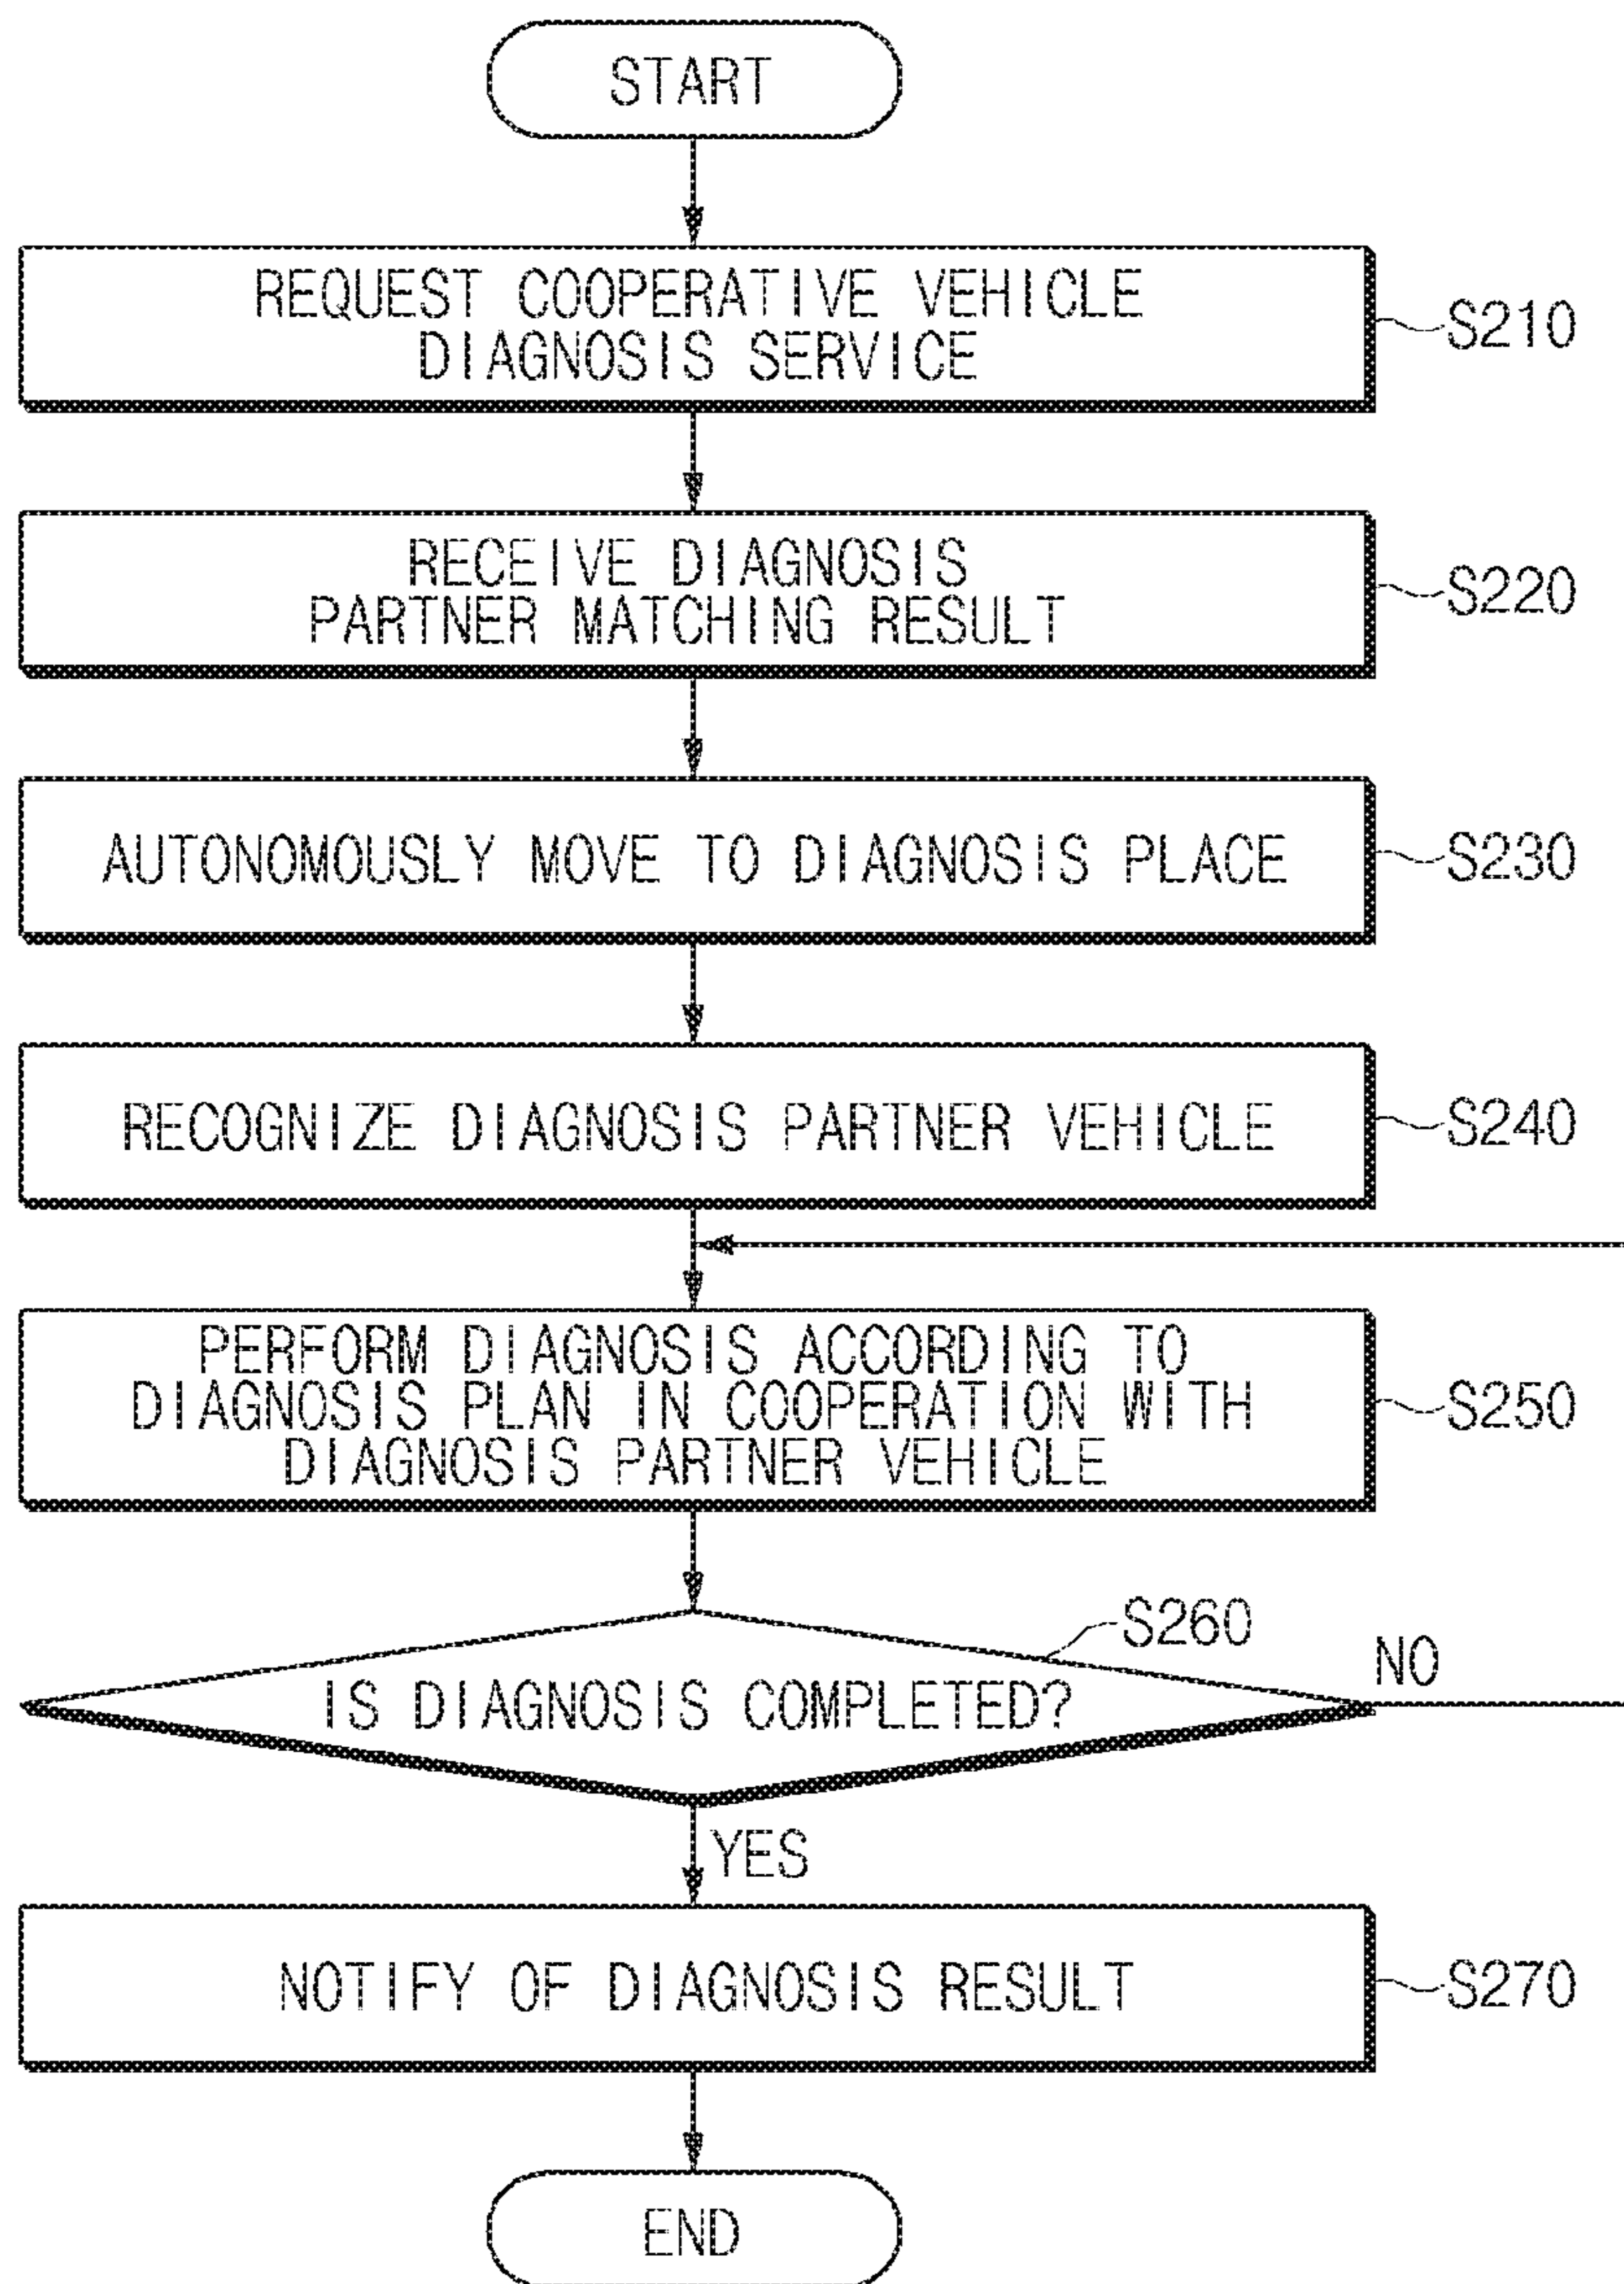 START
REQUEST COOPERATIVE VEHICLE
DIAGNOSIS SERVICE
S210
RECEIVE DIAGNOSIS
PARTNER MATCHING RESULT
S220
AUTONOMOUSLY MOVE TO DIAGNOSIS PLACE
S230
RECOGNIZE DIAGNOSIS PARTNER VEHICLE
S240
PERFORM DIAGNOSIS ACCORDING TO
DIAGNOSIS PLAN IN COOPERATION WITH
DIAGNOSIS PARTNER VEHICLE
S250
S260
IS DIAGNOSIS COMPLETED?
NO
YES
NOTIFY OF DIAGNOSIS RESULT
S270
END